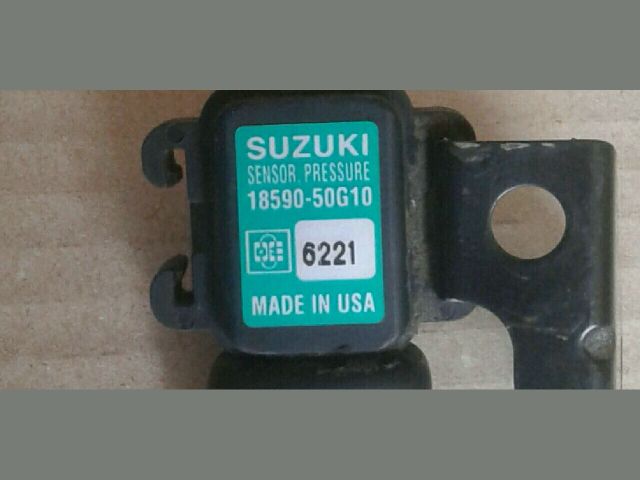 SUZUKI
SENSOR. PRESSURE
18590-50G10
6221
MADE IN USA